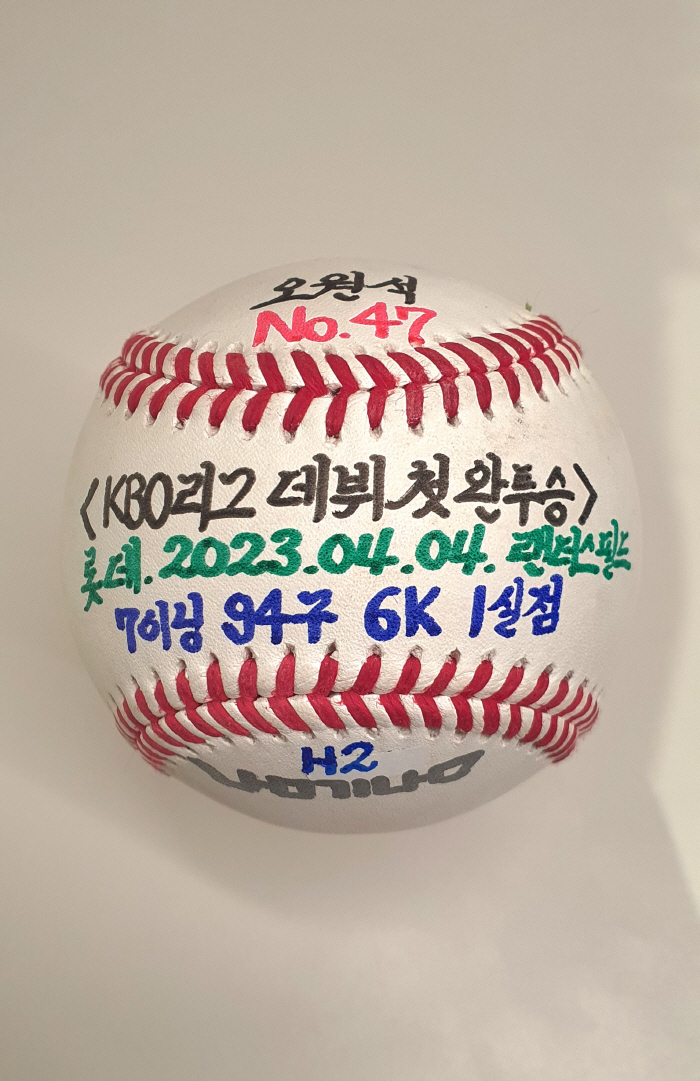 오원석
No.47
<KBO리그 데뷔 첫 완투승>
롯데. 2023.04.04. 랜더스필드
7이닝 94구 6K 1실점
H2